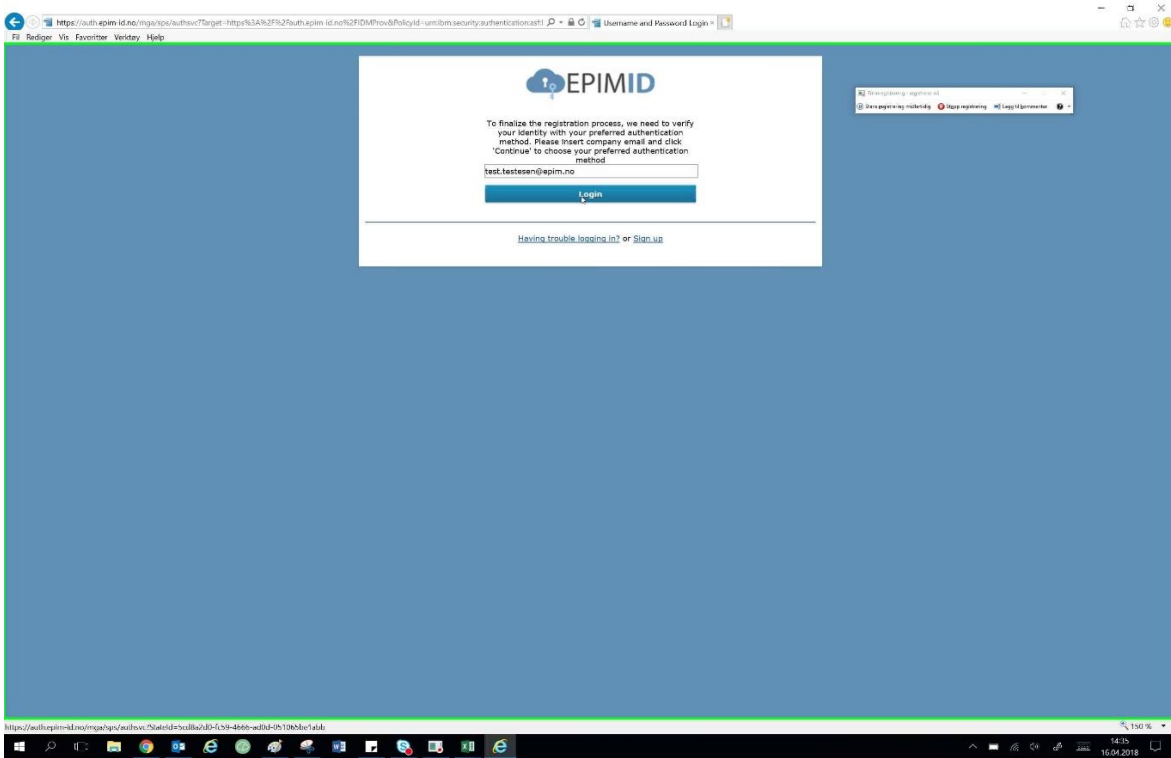 https://auth.epim-id.no/mga/sps/authsvc?Target=https%3A%2F%2Fauth.epim-id.no%2FIDMProv&PolicyId=urn:ibm:security:authentication:asf:l
Username and Password Login ×
Fil Rediger Vis Favoritter Verktøy Hjelp
EPIMID
To finalize the registration process, we need to verify
your identity with your preferred authentication
method. Please insert company email and click
'Continue' to choose your preferred authentication
method
test.testesen@epim.no
Login
Having trouble logging in? or Sign up
Stopp registrering Legg til kommentar
150 %
14:35
16.04.2018